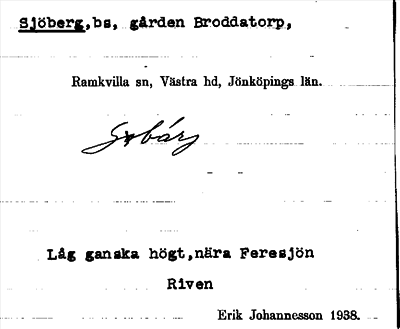 Sjöberg,bs, gården Broddatorp,
Ramkvilla sn, Västra hd, Jönköpings län.
Låg ganska högt,nära Feresjön
Riven
Erik Johannesson 1938.